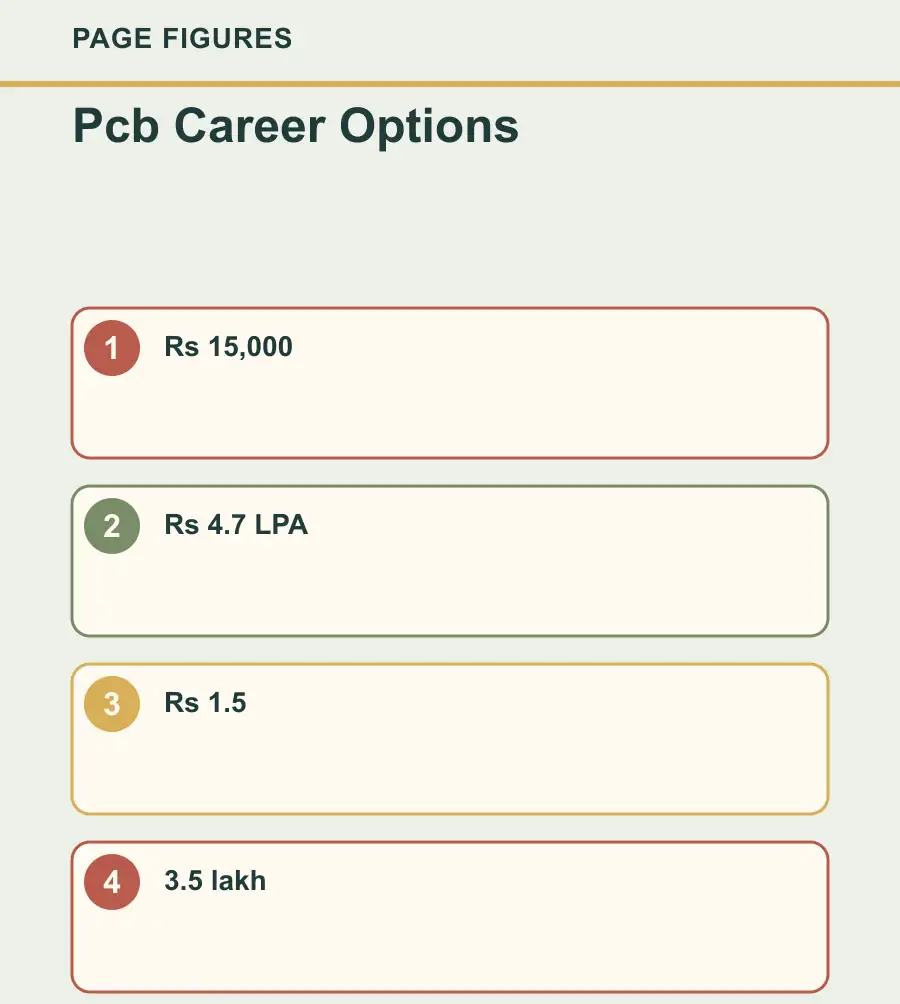 PAGE FIGURES
Pcb Career Options
1 Rs 15,000
2 Rs 4.7 LPA
3 Rs 1.5
4 3.5 lakh